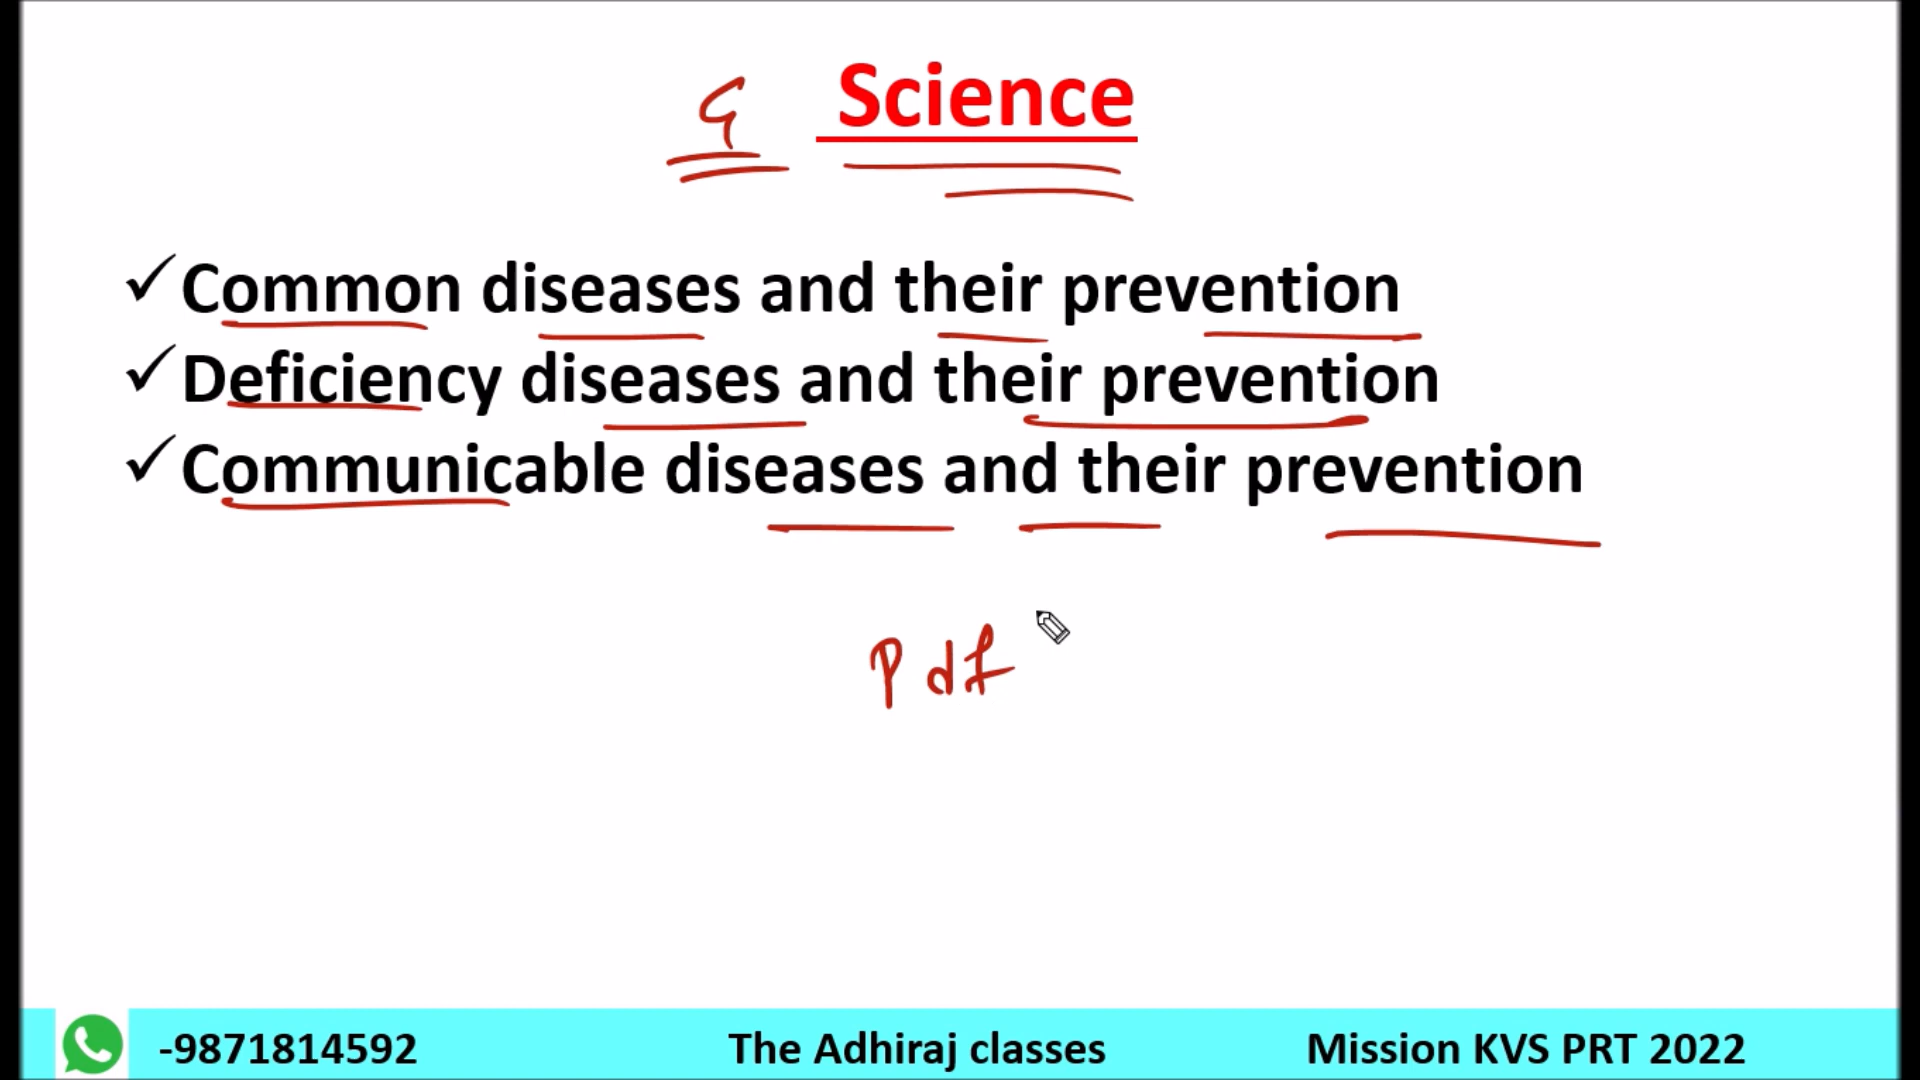 Science
✓Common diseases and their prevention
✓Deficiency diseases and their prevention
✓Communicable diseases and their prevention
Pdf
-9871814592 The Adhiraj classes Mission KVS PRT 2022